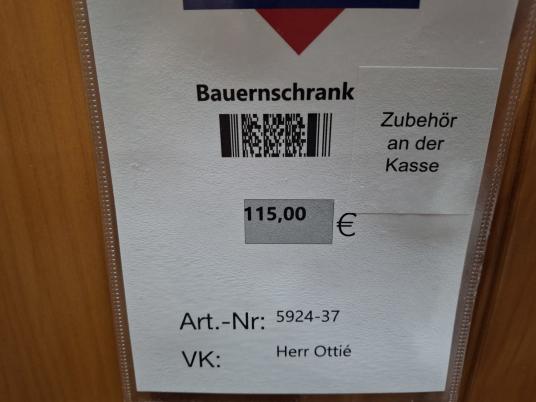 Bauernschrank
Zubehör
an der
Kasse
115,00 €
Art.-Nr: 5924-37
VK: Herr Ottié